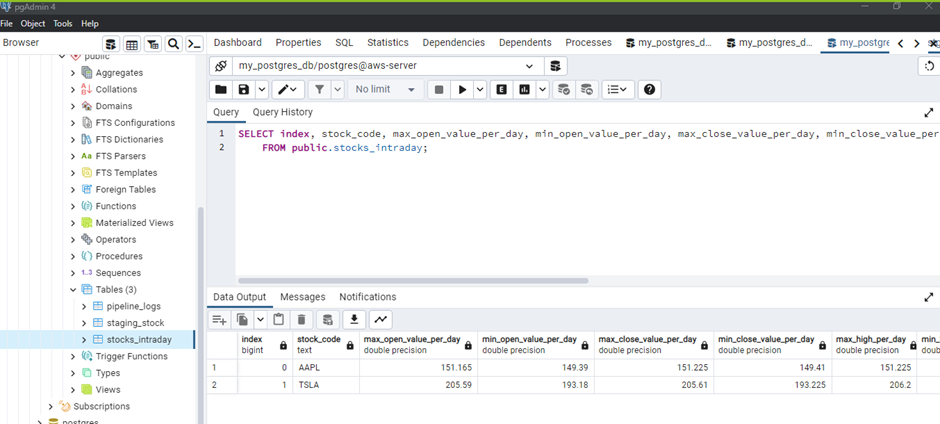 pgAdmin 4
File Object Tools Help
Browser
Dashboard Properties SQL Statistics Dependencies Dependents Processes my_postgres_d... my_postgres_d... my_postgre
public
Aggregates
Collations
Domains
FTS Configurations
FTS Dictionaries
Aa FTS Parsers
FTS Templates
Foreign Tables
Functions
Materialized Views
Operators
Procedures
1..3 Sequences
Tables (3)
pipeline_logs
staging_stock
stocks_intraday
Trigger Functions
Types
Views
Subscriptions
postgres
my_postgres_db/postgres@aws-server
No limit
E
Query Query History
1 SELECT index, stock_code, max_open_value_per_day, min_open_value_per_day, max_close_value_per_day, min_close_value_per
2 FROM public.stocks_intraday;
Data Output Messages Notifications
index stock_code max_open_value_per_day min_open_value_per_day max_close_value_per_day min_close_value_per_day max_high_per_day min_
bigint text double precision double precision double precision double precision double precision
1 0 AAPL 151.165 149.39 151.225 149.41 151.225
2 1 TSLA 205.59 193.18 205.61 193.225 206.2